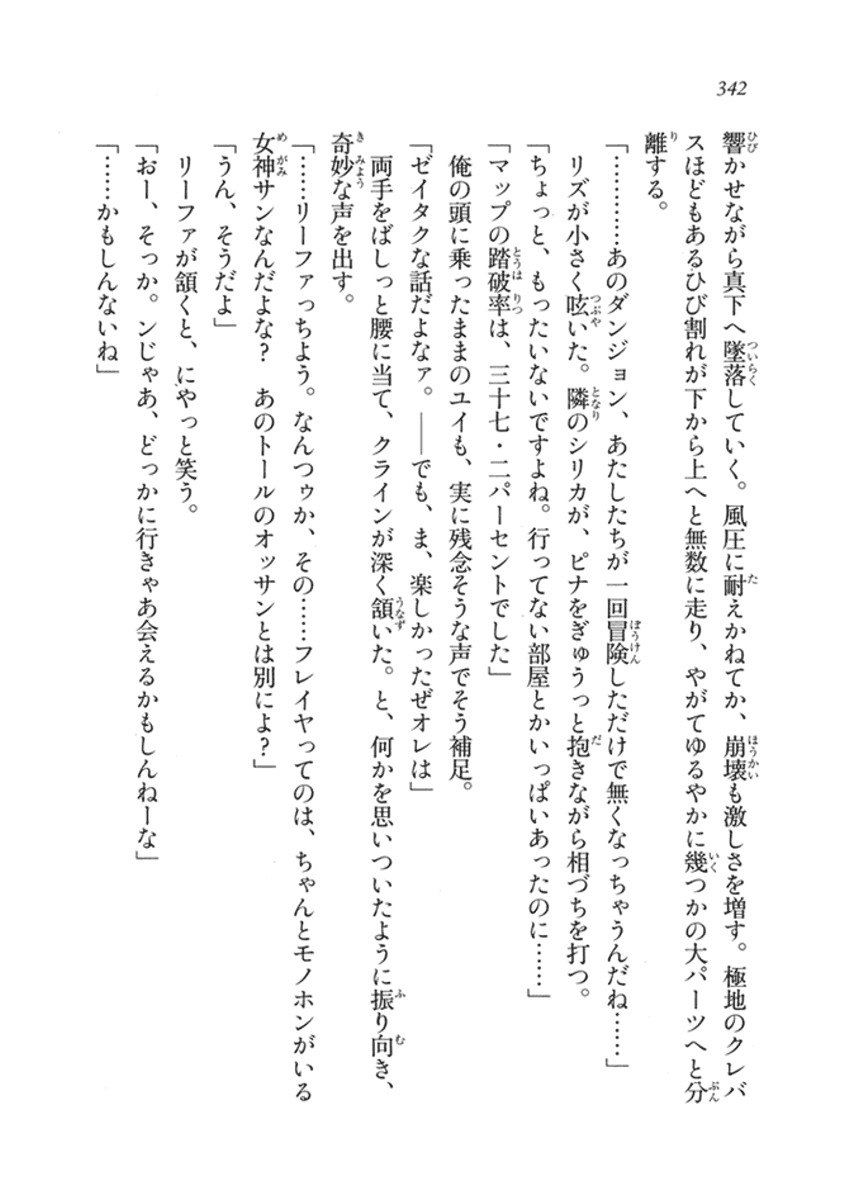 342
響かせながら真下へ墜落していく。風圧に耐えかねてか、崩壊も激しさを増す。極地のクレバ
スほどもあるひび割れが下から上へと無数に走り、やがてゆるやかに幾つかの大パーツへと分
離する。
「…………あのダンジョン、あたしたちが一回冒険しただけで無くなっちゃうんだね……」
リズが小さく呟いた。隣のシリカが、ピナをぎゅうっと抱きながら相づちを打つ。
「ちょっと、もったいないですよね。行ってない部屋とかいっぱいあったのに……」
「マップの踏破率は、三十七・二パーセントでした」
俺の頭に乗ったままのユイも、実に残念そうな声でそう補足。
「ゼイタクな話だよなァ。――でも、ま、楽しかったぜオレは」
両手をばしっと腰に当て、クラインが深く頷いた。と、何かを思いついたように振り向き、
奇妙な声を出す。
「……リーファっちよう。なんつゥか、その……フレイヤってのは、ちゃんとモノホンがいる
女神サンなんだよな?　あのトールのオッサンとは別によ?」
「うん、そうだよ」
リーファが頷くと、にやっと笑う。
「おー、そっか。ンじゃあ、どっかに行きゃあ会えるかもしんねーな」
「……かもしんないね」